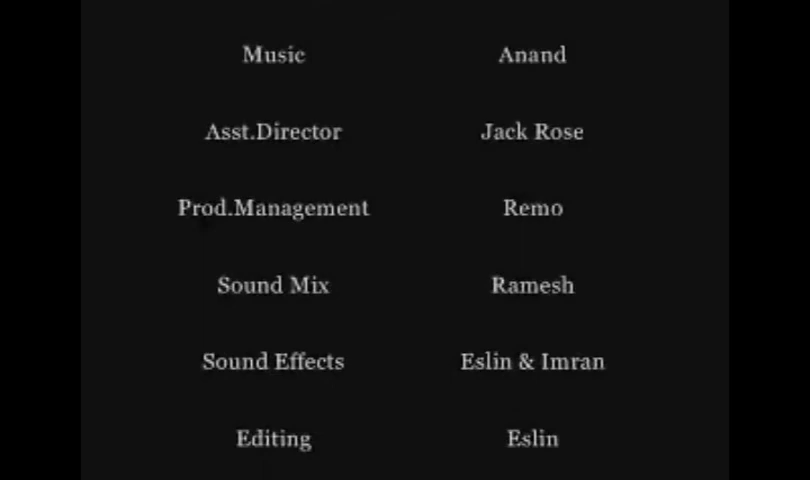 Music Anand
Asst.Director Jack Rose
Prod.Management Remo
Sound Mix Ramesh
Sound Effects Eslin & Imran
Editing Eslin